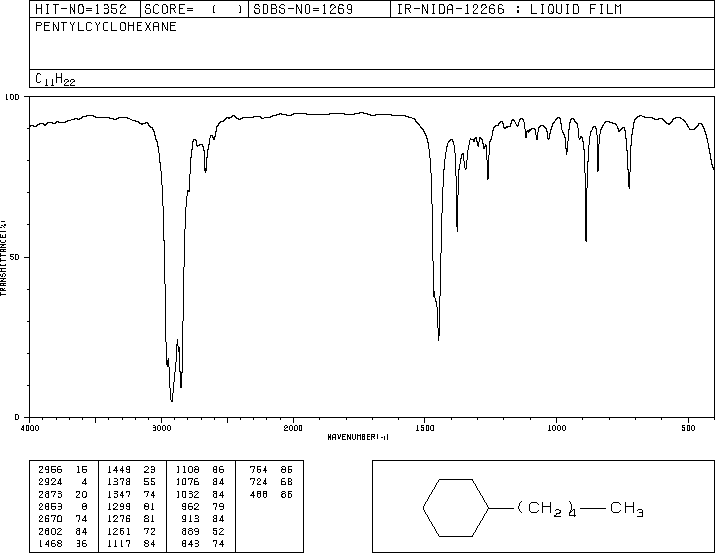 HIT-NO=1352 SCORE= ( ) SDBS-NO=1269 IR-NIDA-12266 : LIQUID FILM
PENTYLCYCLOHEXANE
C11H22
100
50
0
TRANSMITTANCE(%)
4000 3000 2000 1500 1000 500
WAVENUMBER(-1)
2956 16 1449 23 1108 86 764 86
2924 4 1378 55 1076 84 724 68
2873 20 1347 74 1032 84 488 86
2853 8 1299 81 962 79
2670 74 1276 81 913 84
2602 84 1261 72 889 52
1468 36 1117 84 843 74
(CH2)4 CH3